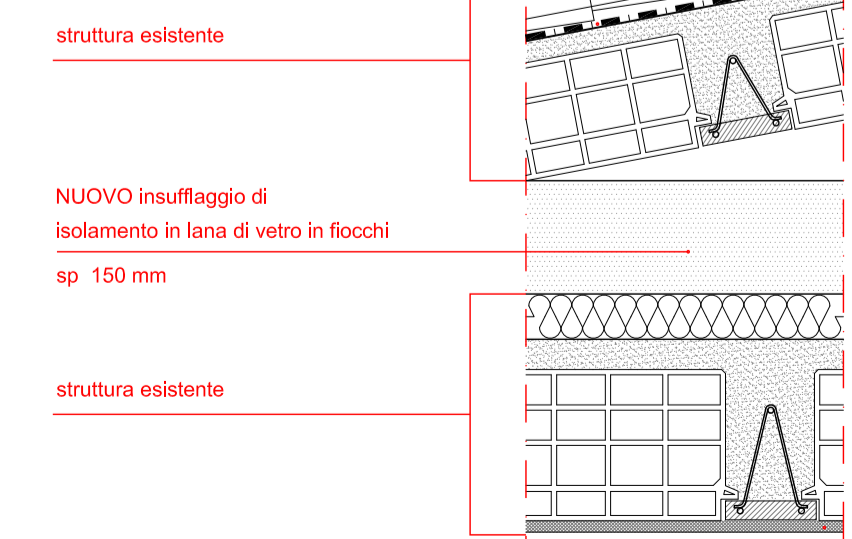 struttura esistente
NUOVO insufflaggio di
isolamento in lana di vetro in fiocchi
sp 150 mm
struttura esistente